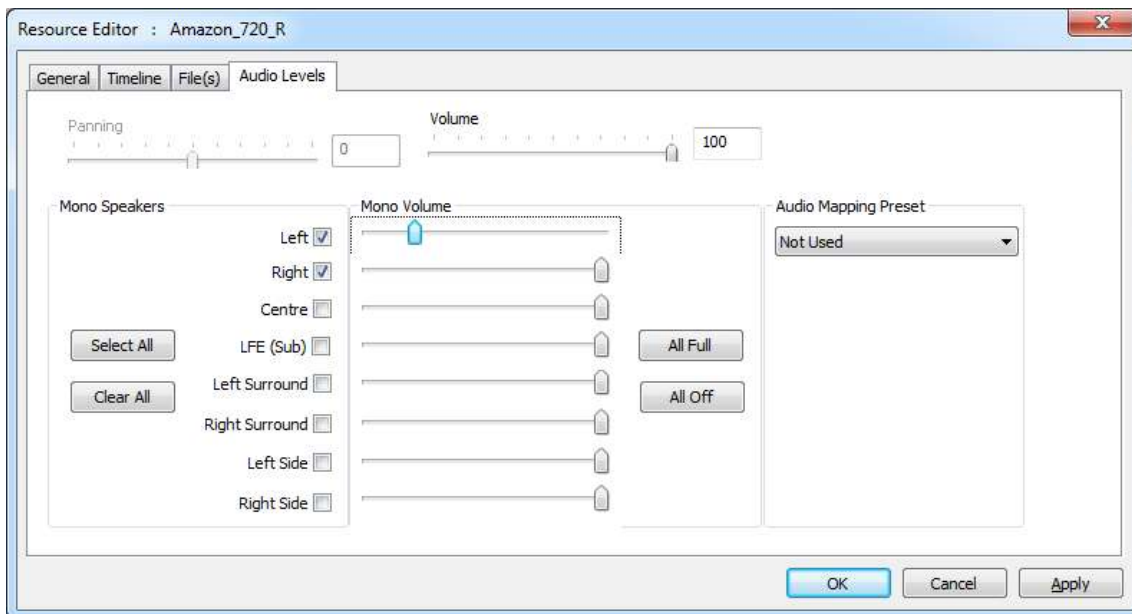 Resource Editor : Amazon_720_R
General Timeline File(s) Audio Levels
Panning
0
Volume
100
Mono Speakers
Left
Right
Centre
LFE (Sub)
Left Surround
Right Surround
Left Side
Right Side
Select All
Clear All
Mono Volume
All Full
All Off
Audio Mapping Preset
Not Used
OK Cancel Apply